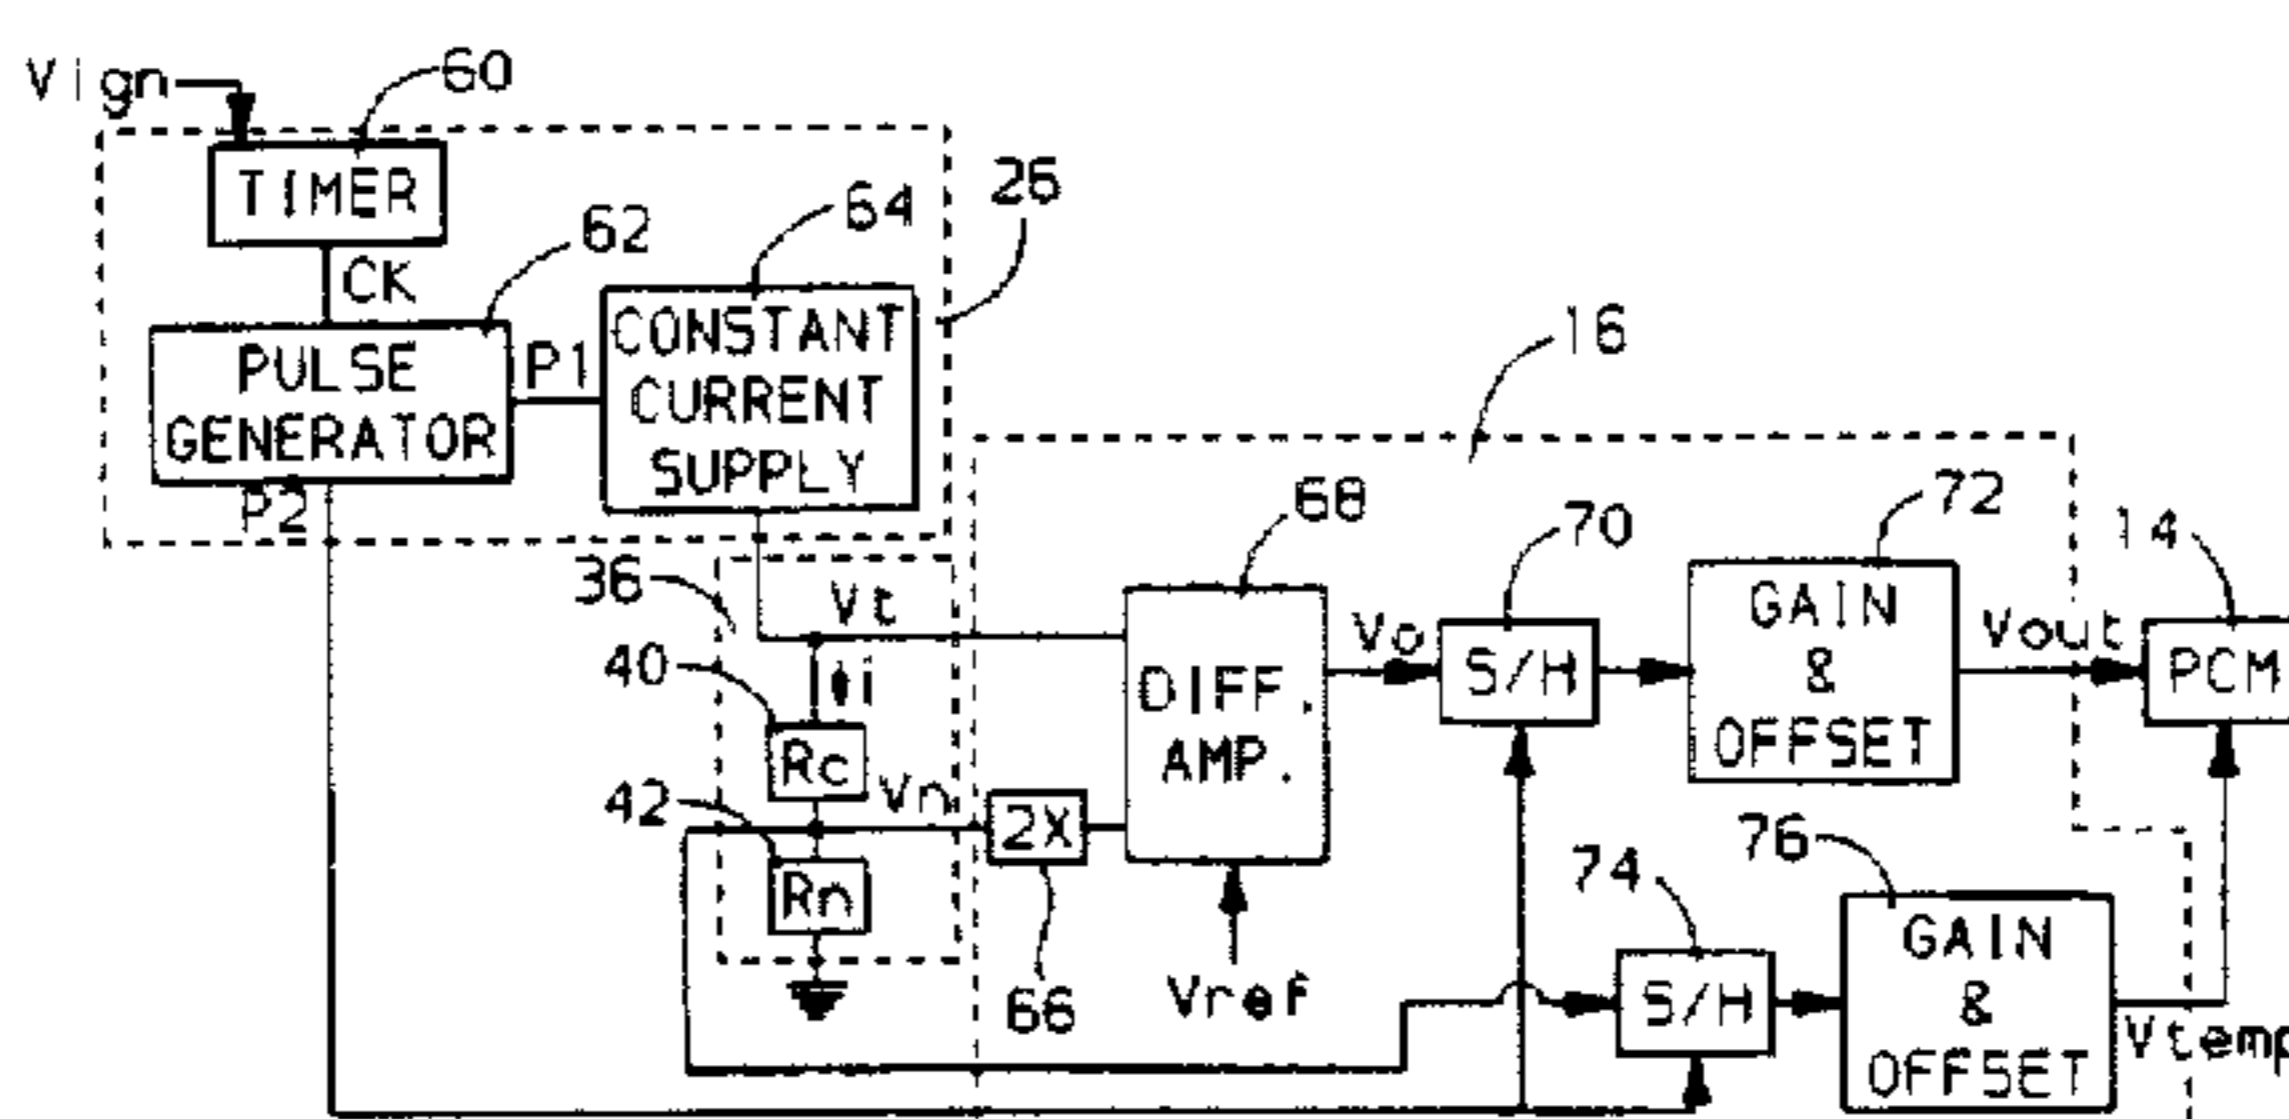 Vign
60
TIMER
26
64
62
CK
CONSTANT
CURRENT
SUPPLY
PULSE
GENERATOR
P1
P2
16
68
70
72
14
36
Vt
40
i
Rc
Vn
42
Rn
2X
66
DIFF.
AMP.
Vref
Vo
S/H
GAIN
&
OFFSET
Vout
PCM
74
76
S/H
GAIN
&
OFFSET
Vtemp